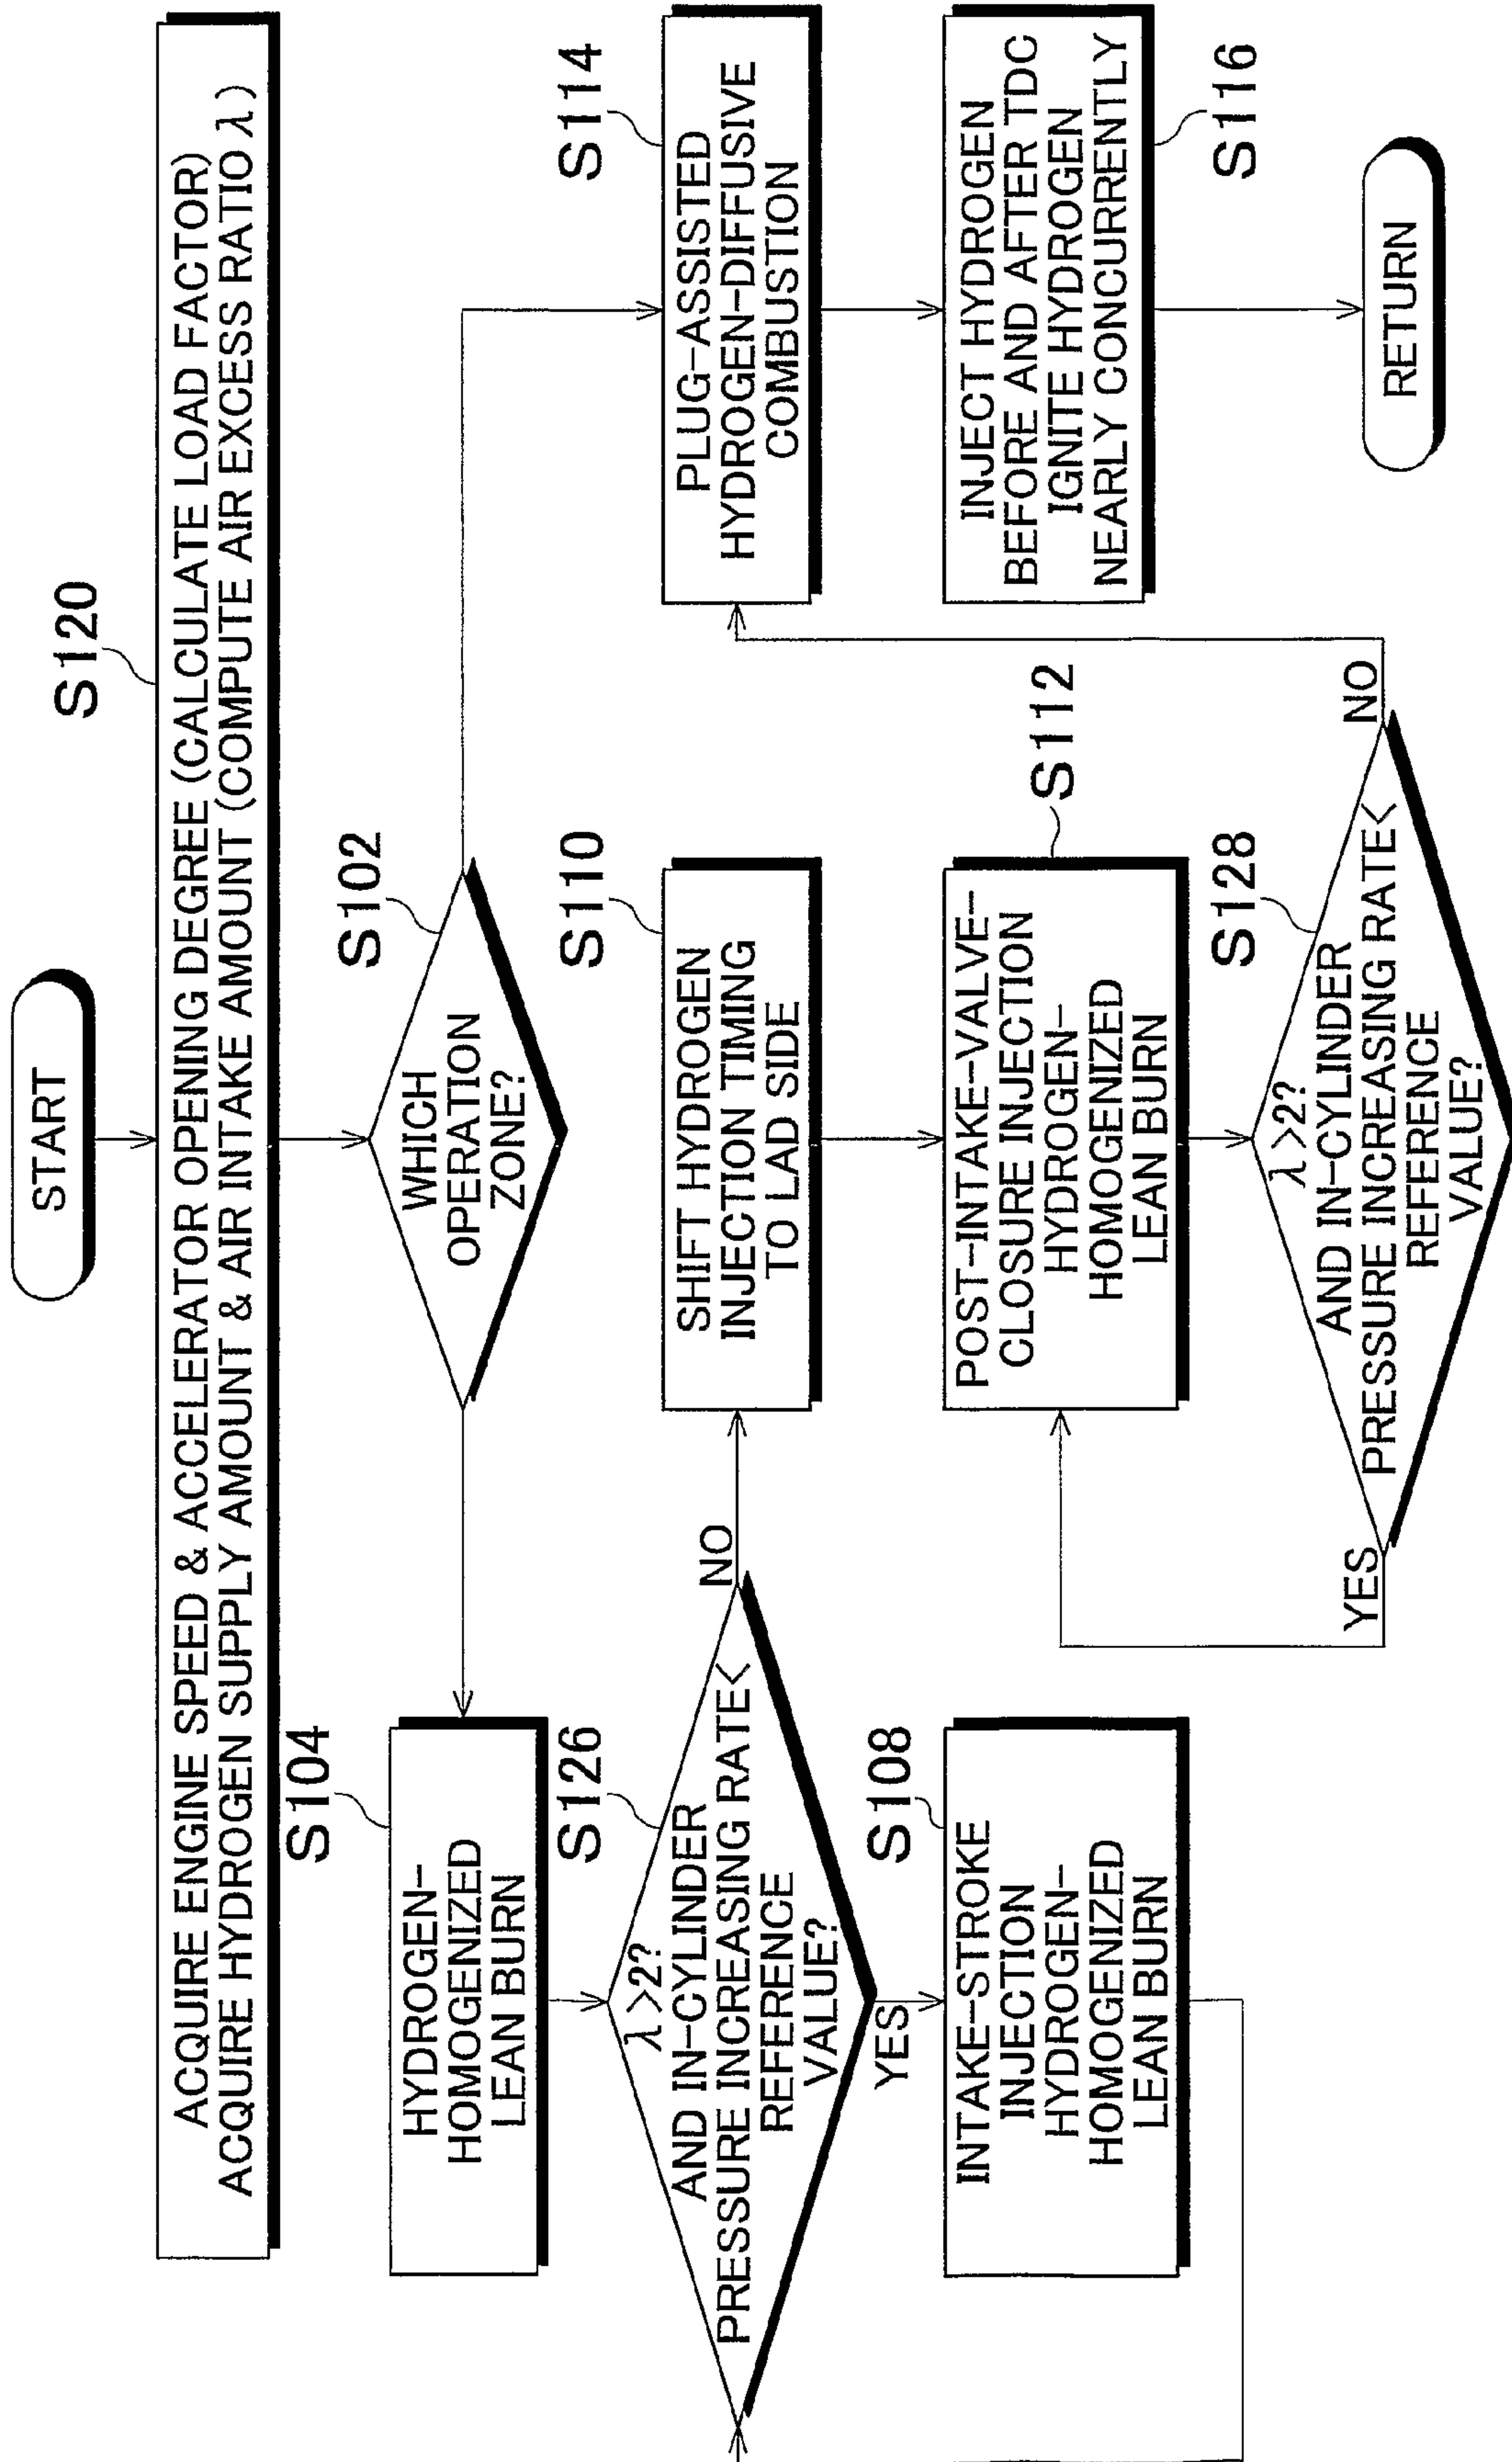 START
S120
ACQUIRE ENGINE SPEED & ACCELERATOR OPENING DEGREE (CALCULATE LOAD FACTOR)
ACQUIRE HYDROGEN SUPPLY AMOUNT & AIR INTAKE AMOUNT (COMPUTE AIR EXCESS RATIO λ)
S102
WHICH
OPERATION
ZONE?
S104
HYDROGEN-
HOMOGENIZED
LEAN BURN
S126
λ>2?
AND IN-CYLINDER
PRESSURE INCREASING RATE<
REFERENCE
VALUE?
NO
YES
S108
INTAKE-STROKE
INJECTION
HYDROGEN-
HOMOGENIZED
LEAN BURN
S110
SHIFT HYDROGEN
INJECTION TIMING
TO LAD SIDE
S112
POST-INTAKE-VALVE-
CLOSURE INJECTION
HYDROGEN-
HOMOGENIZED
LEAN BURN
S128
λ>2?
AND IN-CYLINDER
PRESSURE INCREASING RATE<
REFERENCE
VALUE?
YES
NO
S114
PLUG-ASSISTED
HYDROGEN-DIFFUSIVE
COMBUSTION
INJECT HYDROGEN
BEFORE AND AFTER TDC
IGNITE HYDROGEN
NEARLY CONCURRENTLY
S116
RETURN